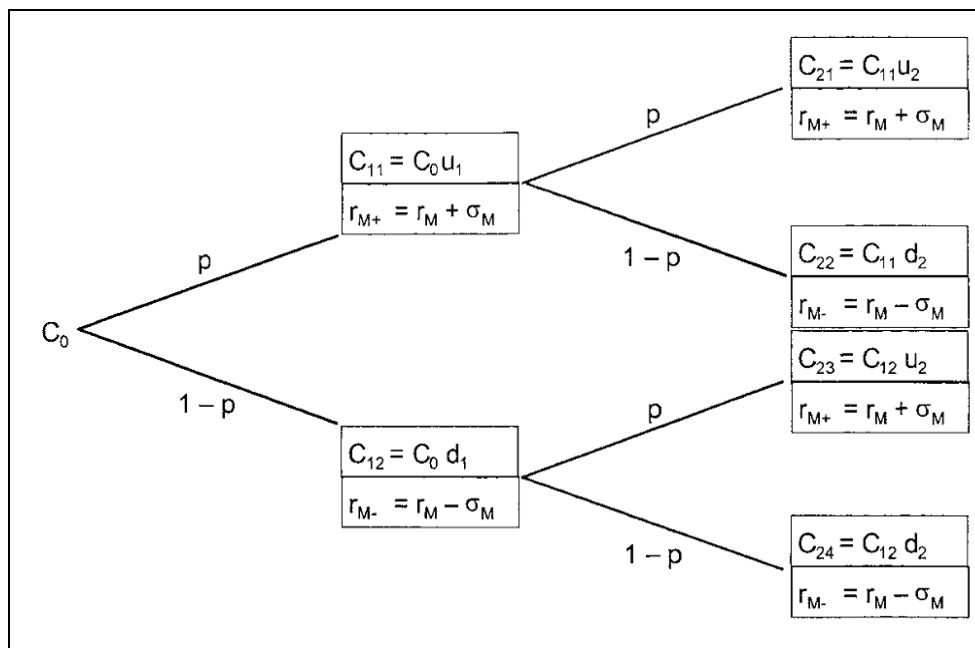 C₂₁ = C₁₁u₂
r_M+ = r_M + σ_M
p
C₁₁ = C₀u₁
r_M+ = r_M + σ_M
p
1 – p
C₂₂ = C₁₁ d₂
r_M- = r_M – σ_M
C₀
C₂₃ = C₁₂ u₂
r_M+ = r_M + σ_M
1 – p
p
C₁₂ = C₀ d₁
r_M- = r_M – σ_M
1 – p
C₂₄ = C₁₂ d₂
r_M- = r_M – σ_M